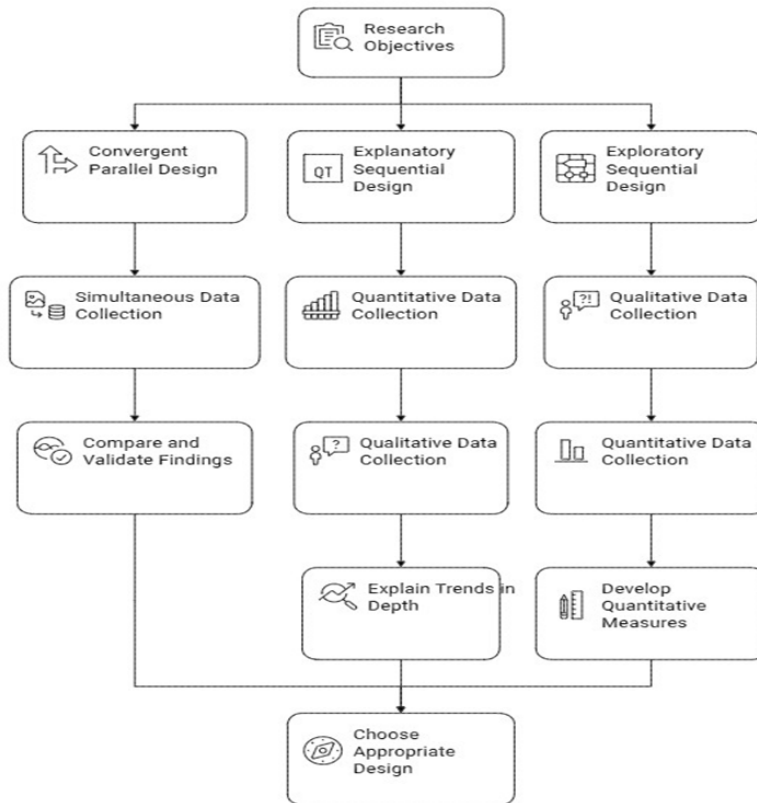 Research
Objectives
Convergent
Parallel Design
QT
Explanatory
Sequential
Design
Exploratory
Sequential
Design
Simultaneous Data
Collection
Quantitative Data
Collection
?!
Qualitative Data
Collection
Compare and
Validate Findings
?
Qualitative Data
Collection
Quantitative Data
Collection
Explain Trends in
Depth
Develop
Quantitative
Measures
Choose
Appropriate
Design